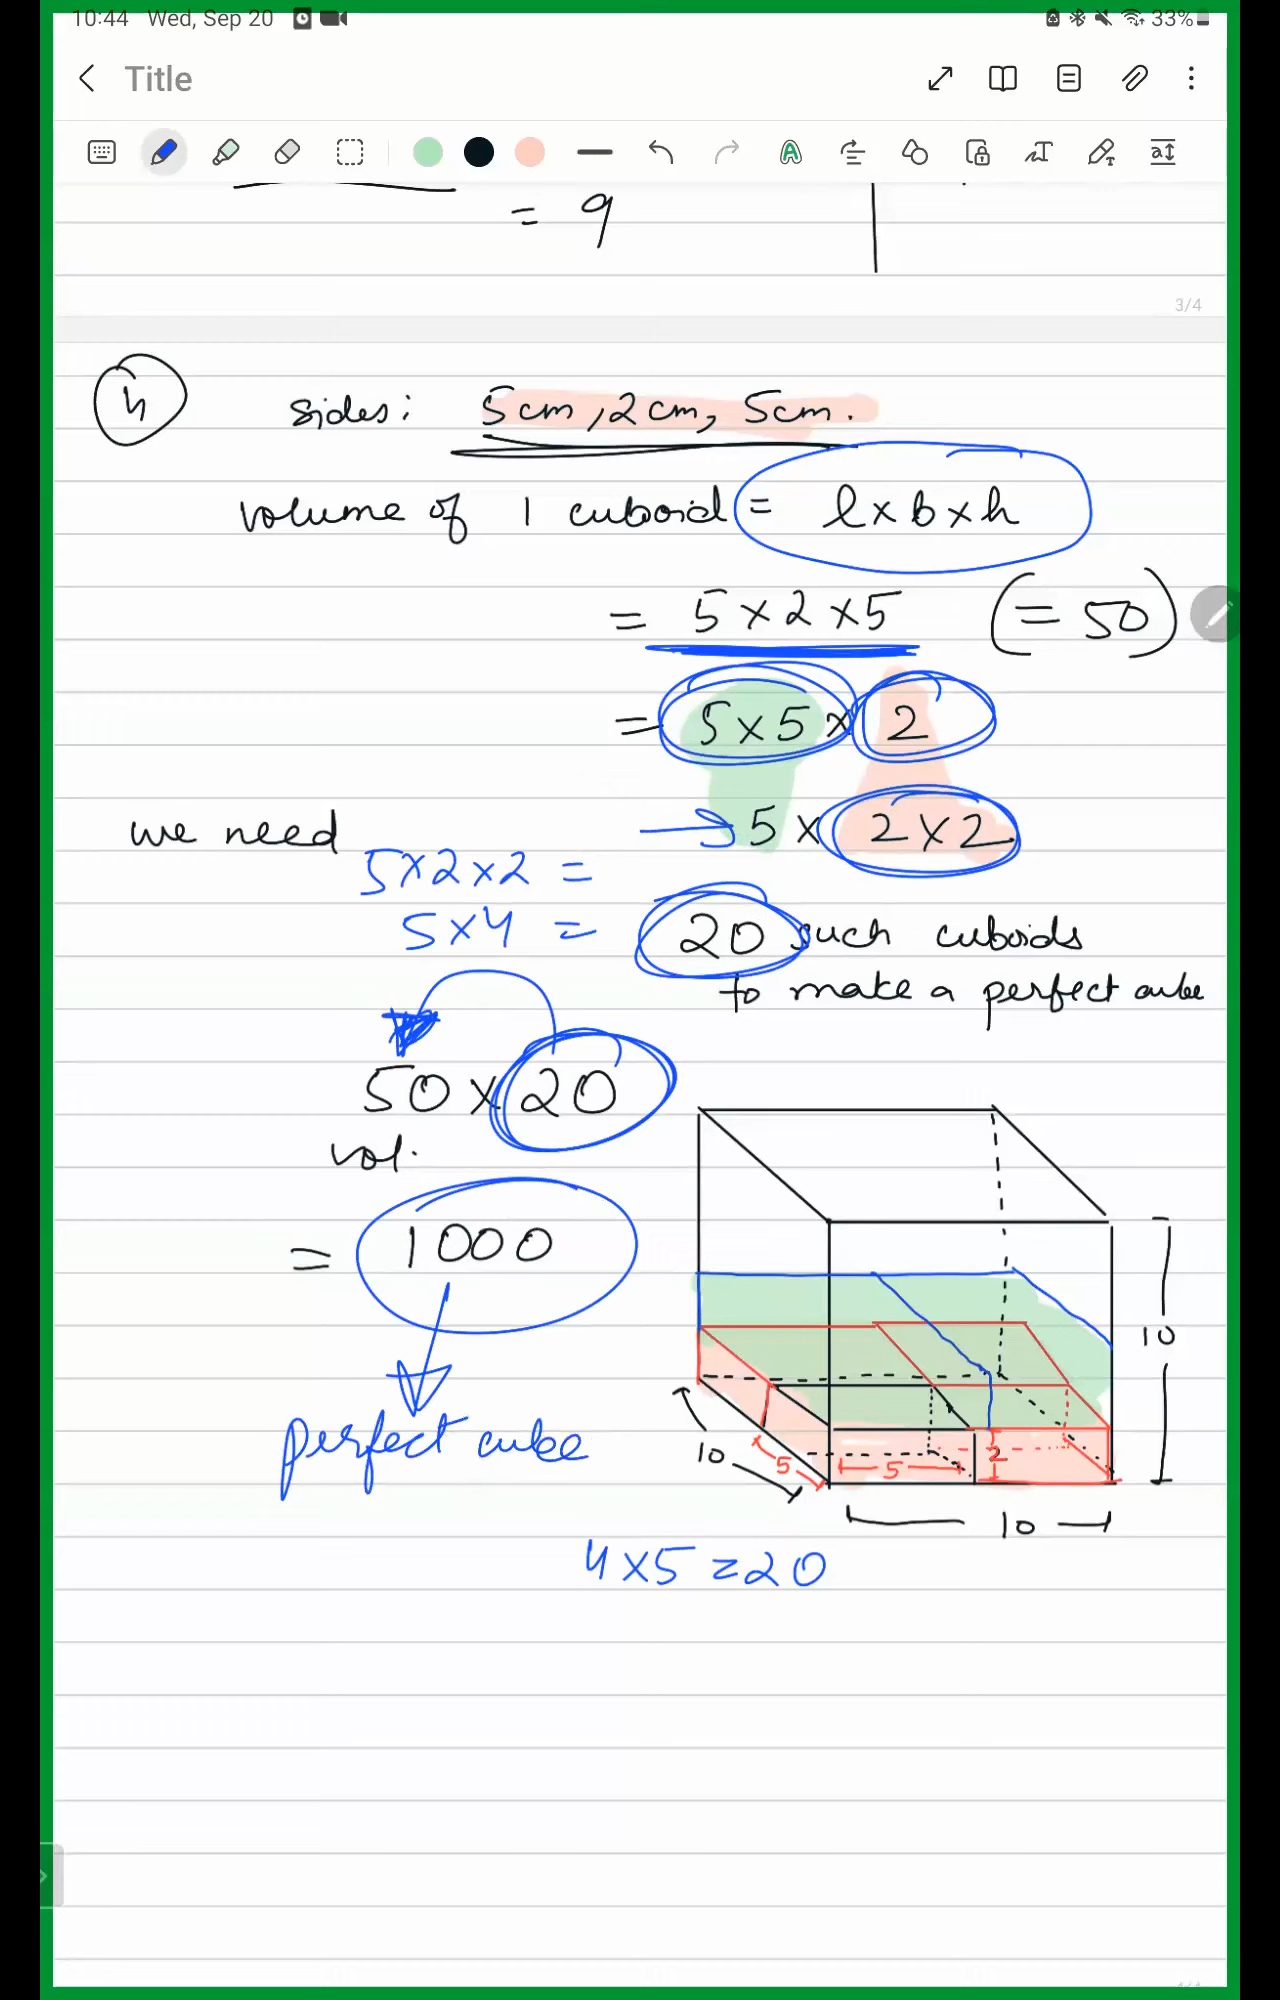 10:44 Wed, Sep 20
33%
Title
= 9
3/4
4
sides: 5cm, 2cm, 5cm.
volume of 1 cuboid = l × b × h
= 5 × 2 × 5 (= 50)
= 5 × 5 × 2
we need → 5 × 2 × 2
5 × 2 × 2 =
5 × 4 = 20 such cuboids
to make a perfect cube
50 × 20
vol.
= 1000
perfect cube
10
10
5
5
2
10
4 × 5 = 20